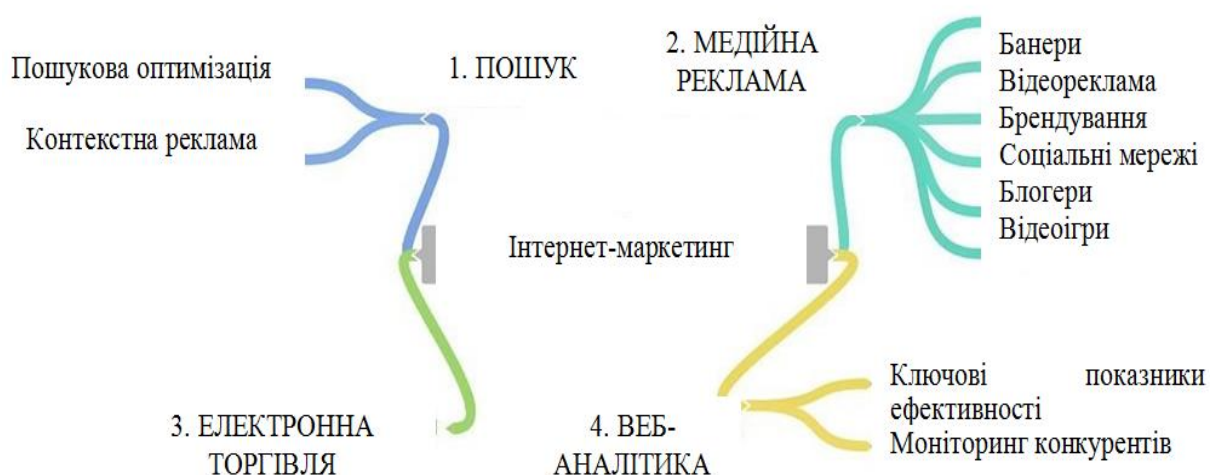 Пошукова оптимізація
Контекстна реклама
1. ПОШУК
2. МЕДІЙНА
РЕКЛАМА
Банери
Відеореклама
Брендування
Соціальні мережі
Блогери
Відеоігри
Інтернет-маркетинг
3. ЕЛЕКТРОННА
ТОРГІВЛЯ
4. ВЕБ-
АНАЛІТИКА
Ключові показники
ефективності
Моніторинг конкурентів